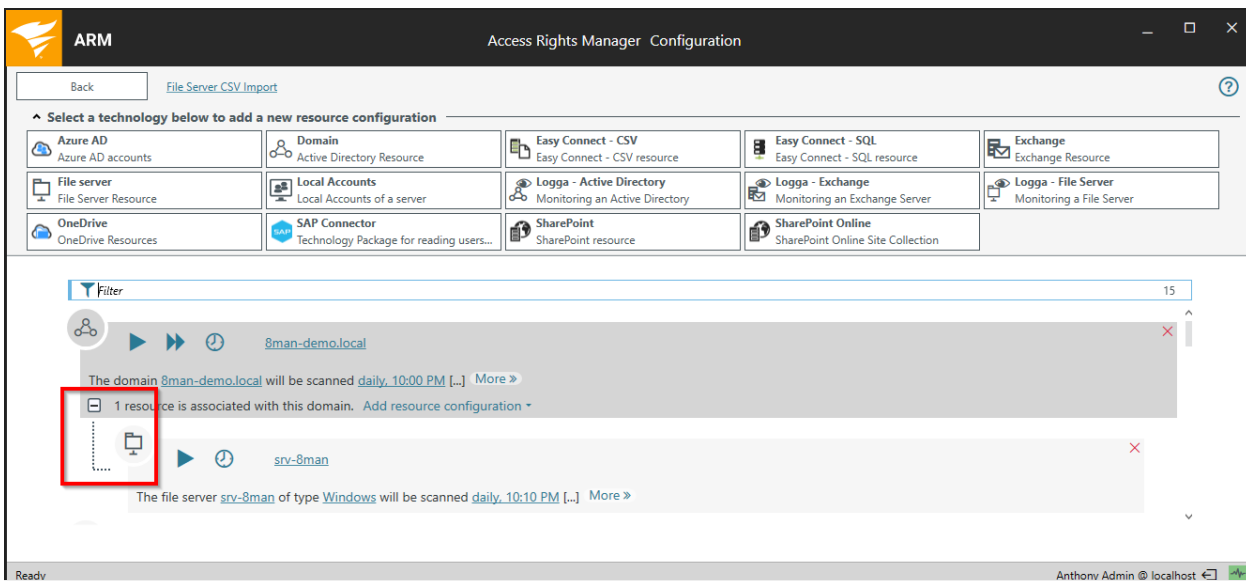 ARM
Access Rights Manager Configuration
Back
File Server CSV Import
Select a technology below to add a new resource configuration
Azure AD
Azure AD accounts
Domain
Active Directory Resource
Easy Connect - CSV
Easy Connect - CSV resource
Easy Connect - SQL
Easy Connect - SQL resource
Exchange
Exchange Resource
File server
File Server Resource
Local Accounts
Local Accounts of a server
Logga - Active Directory
Monitoring an Active Directory
Logga - Exchange
Monitoring an Exchange Server
Logga - File Server
Monitoring a File Server
OneDrive
OneDrive Resources
SAP
SAP Connector
Technology Package for reading users...
SharePoint
SharePoint resource
SharePoint Online
SharePoint Online Site Collection
Filter
15
8man-demo.local
The domain 8man-demo.local will be scanned daily, 10:00 PM [...] More »
1 resource is associated with this domain. Add resource configuration
srv-8man
The file server srv-8man of type Windows will be scanned daily, 10:10 PM [...] More »
Ready
Anthony Admin @ localhost